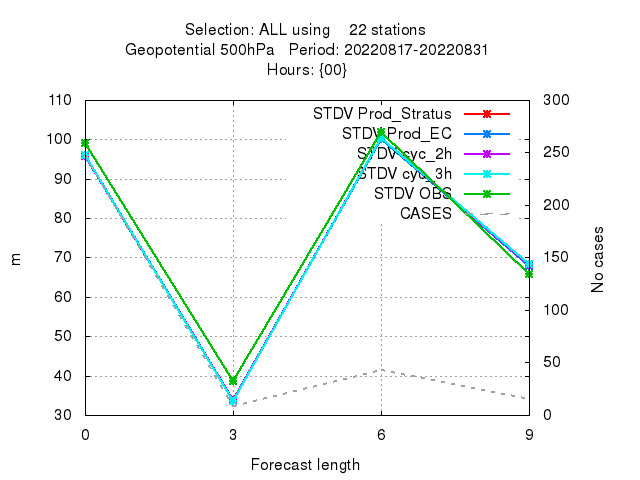 Selection: ALL using 22 stations
Geopotential 500hPa Period: 20220817-20220831
Hours: {00}
110
100
90
80
70
60
50
40
30
300
250
200
150
100
50
0
STDV Prod_Stratus
STDV Prod_EC
STDV cyc_2h
STDV cyc_3h
STDV OBS
CASES
m
No cases
0
3
6
9
Forecast length